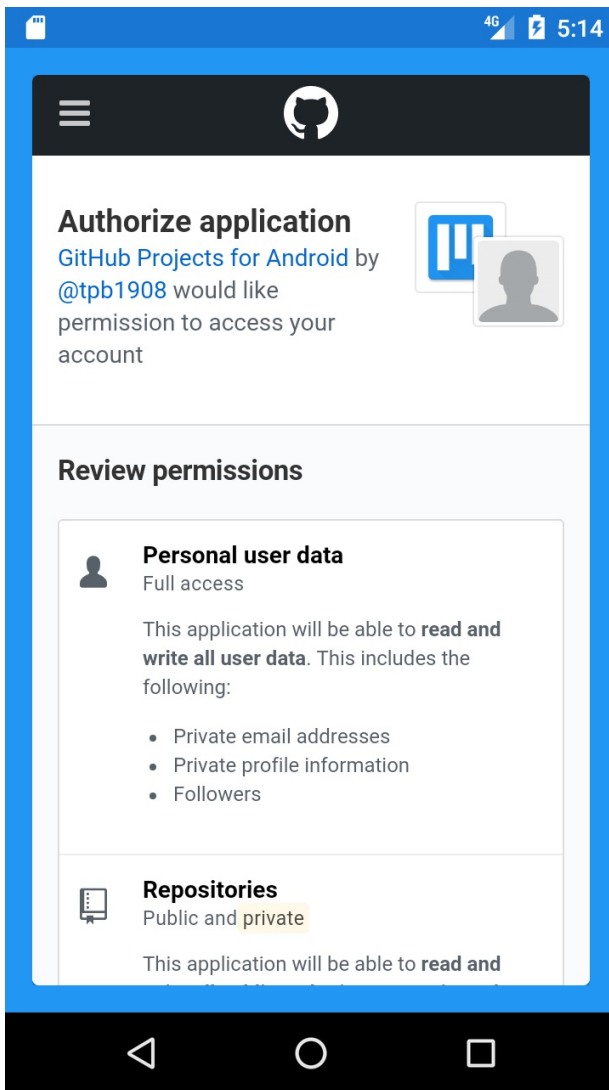 4G 5:14
Authorize application
GitHub Projects for Android by
@tpb1908 would like
permission to access your
account
Review permissions
Personal user data
Full access
This application will be able to read and
write all user data. This includes the
following:
• Private email addresses
• Private profile information
• Followers
Repositories
Public and private
This application will be able to read and